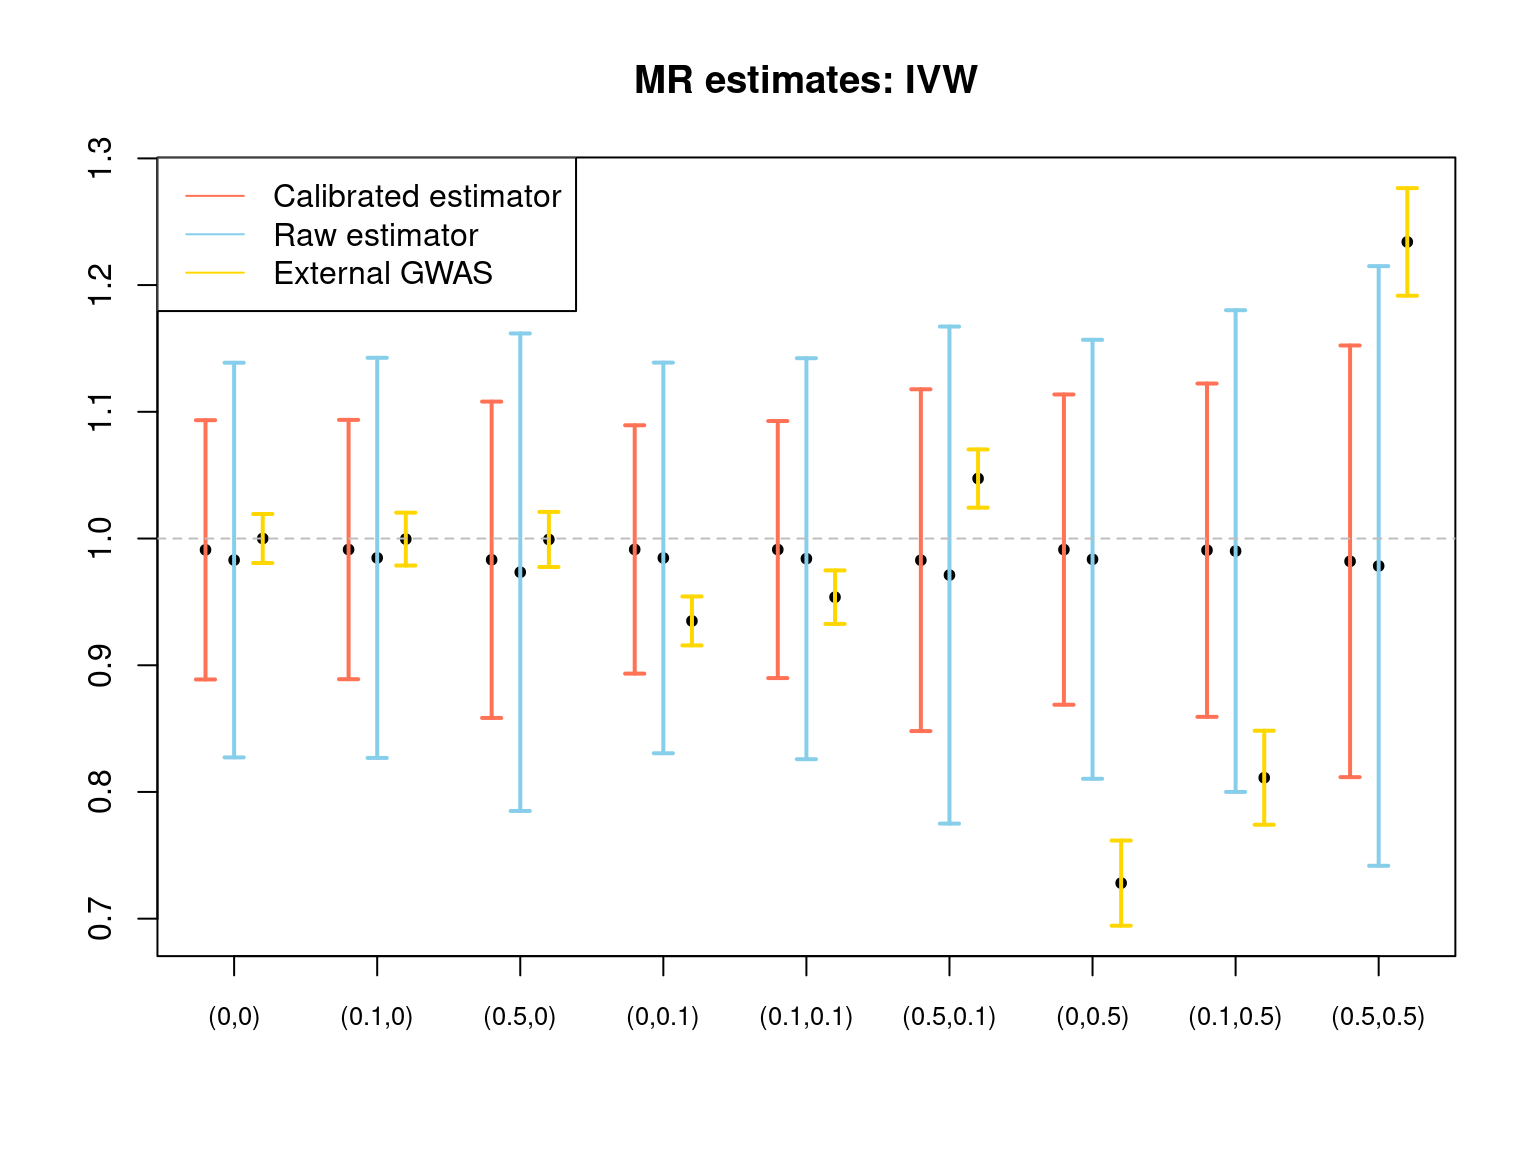 MR estimates: IVW
1.3
1.2
1.1
1.0
0.9
0.8
0.7
Calibrated estimator
Raw estimator
External GWAS
(0,0) (0.1,0) (0.5,0) (0,0.1) (0.1,0.1) (0.5,0.1) (0,0.5) (0.1,0.5) (0.5,0.5)